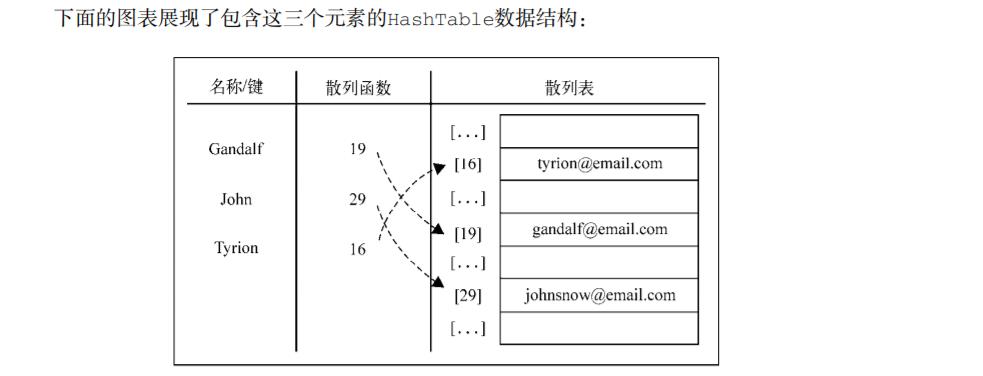 下面的图表展现了包含这三个元素的HashTable数据结构：
名称/键 散列函数 散列表
[...]
Gandalf 19 [16] tyrion@email.com
John 29 [...]
[19] gandalf@email.com
Tyrion 16
[...]
[29] johnsnow@email.com
[...]